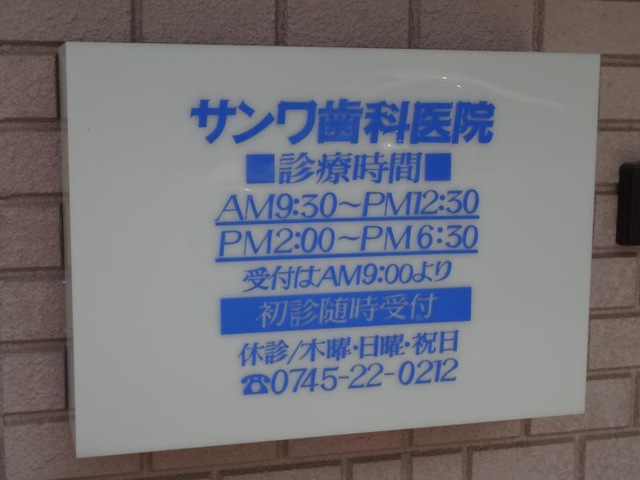 サンワ歯科医院
■診療時間■
AM9:30〜PM12:30
PM2:00〜PM6:30
受付はAM9:00より
初診随時受付
休診/木曜・日曜・祝日
☎0745-22-0212